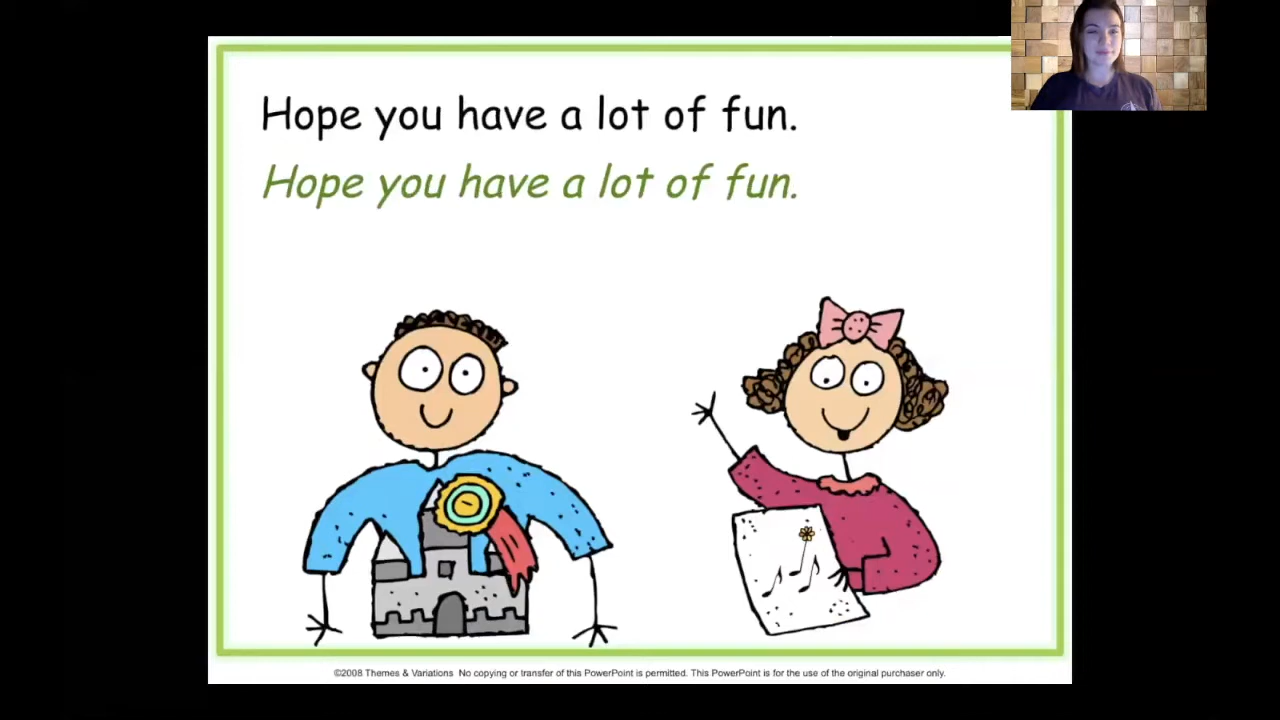 Hope you have a lot of fun.
Hope you have a lot of fun.
©2008 Themes & Variations No copying or transfer of this PowerPoint is permitted. This PowerPoint is for the use of the original purchaser only.